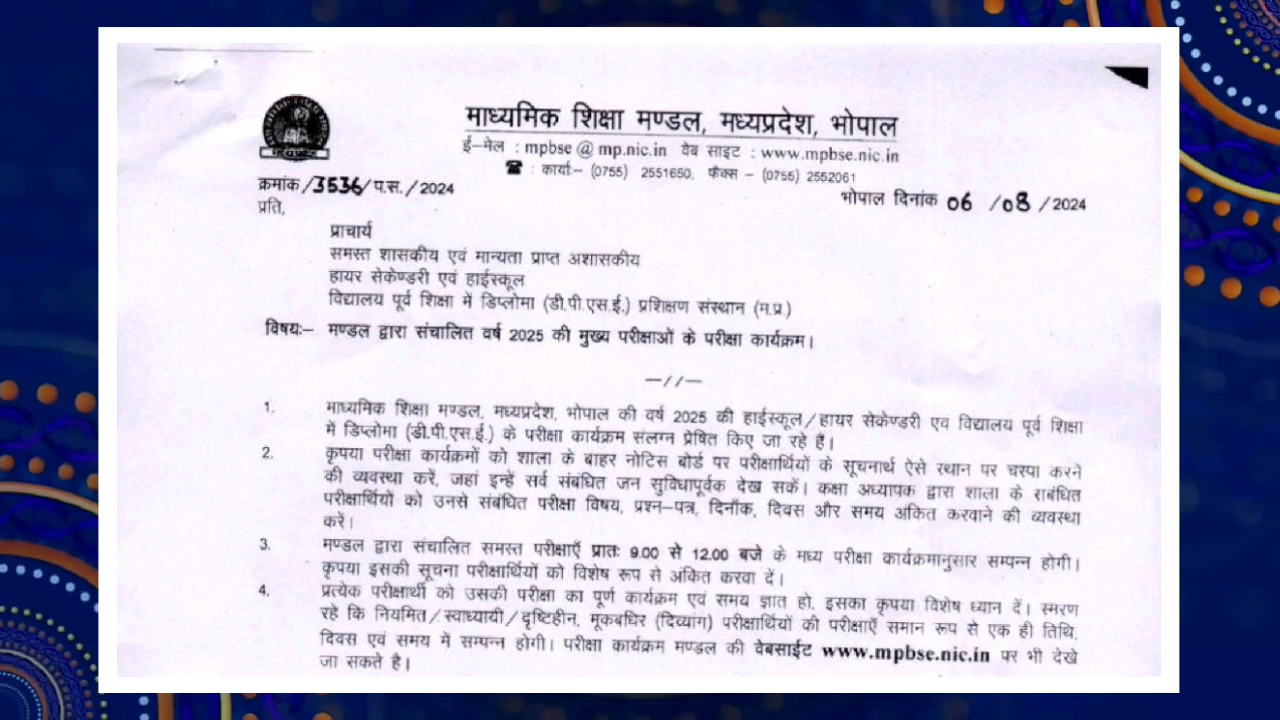 माध्यमिक शिक्षा मण्डल, मध्यप्रदेश, भोपाल
ई–मेल : mpbse @ mp.nic.in वेब साइट : www.mpbse.nic.in
☎ : कार्या:– (0755) 2551650, फैक्स – (0755) 2552061
मध्यप्रदेश
क्रमांक /3536/प.स./2024
भोपाल दिनांक 06 /08 /2024
प्रति,
प्राचार्य
समस्त शासकीय एवं मान्यता प्राप्त अशासकीय
हायर सेकेण्डरी एवं हाईस्कूल
विद्यालय पूर्व शिक्षा में डिप्लोमा (डी.पी.एस.ई.) प्रशिक्षण संस्थान (म.प्र.)
विषयः– मण्डल द्वारा संचालित वर्ष 2025 की मुख्य परीक्षाओं के परीक्षा कार्यक्रम।
—//—
1. माध्यमिक शिक्षा मण्डल, मध्यप्रदेश, भोपाल की वर्ष 2025 की हाईस्कूल/हायर सेकेण्डरी एव विद्यालय पूर्व शिक्षा
में डिप्लोमा (डी.पी.एस.ई.) के परीक्षा कार्यक्रम संलग्न प्रेषित किए जा रहे हैं।
2. कृपया परीक्षा कार्यक्रमों को शाला के बाहर नोटिस बोर्ड पर परीक्षार्थियों के सूचनार्थ ऐसे स्थान पर चस्पा करने
की व्यवस्था करें, जहां इन्हें सर्व संबंधित जन सुविधापूर्वक देख सकें। कक्षा अध्यापक द्वारा शाला के संबंधित
परीक्षार्थियों को उनसे संबंधित परीक्षा विषय, प्रश्न–पत्र, दिनाँक, दिवस और समय अंकित करवाने की व्यवस्था
करें।
3. मण्डल द्वारा संचालित समस्त परीक्षाएँ प्रातः 9.00 से 12.00 बजे के मध्य परीक्षा कार्यक्रमानुसार सम्पन्न होगी।
कृपया इसकी सूचना परीक्षार्थियों को विशेष रूप से अंकित करवा दें।
4. प्रत्येक परीक्षार्थी को उसकी परीक्षा का पूर्ण कार्यक्रम एवं समय ज्ञात हो, इसका कृपया विशेष ध्यान दें। स्मरण
रहे कि नियमित/स्वाध्यायी/दृष्टिहीन, मूकबधिर (दिव्यांग) परीक्षार्थियों की परीक्षाएँ समान रूप से एक ही तिथि,
दिवस एवं समय में सम्पन्न होगी। परीक्षा कार्यक्रम मण्डल की वेबसाईट www.mpbse.nic.in पर भी देखे
जा सकते है।